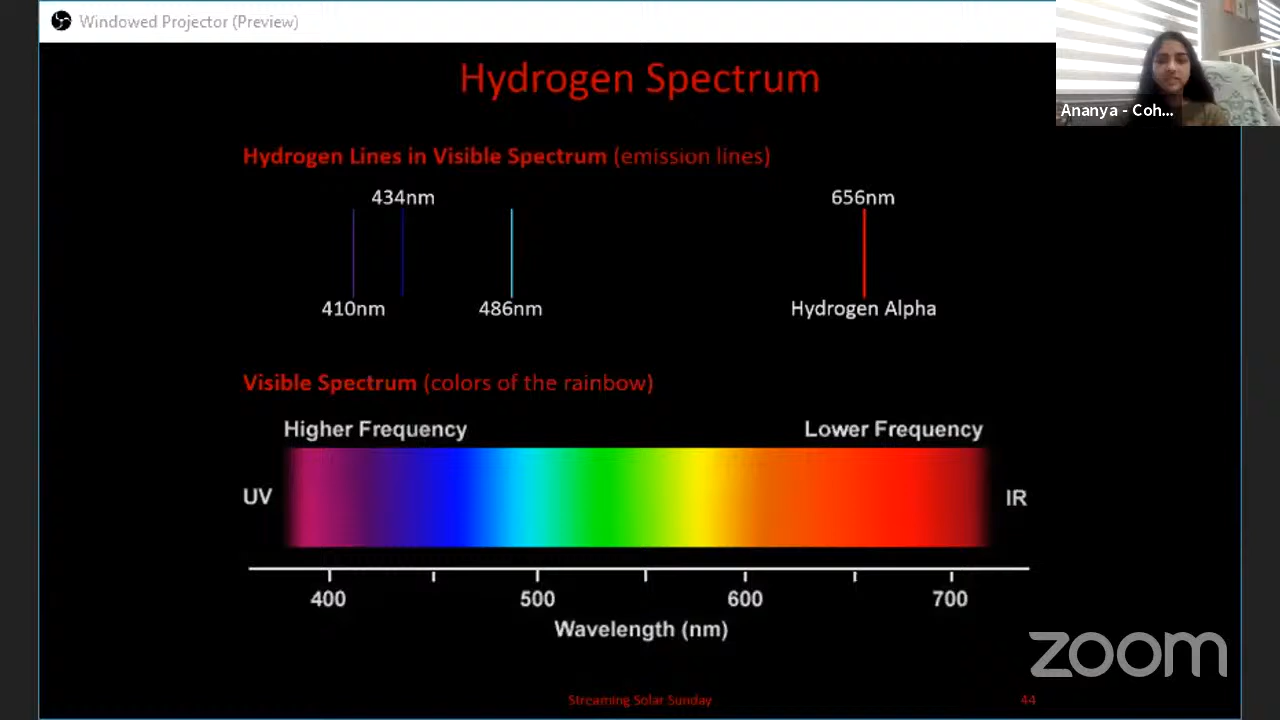 Windowed Projector (Preview)
Ananya - Coh...
Hydrogen Spectrum
Hydrogen Lines in Visible Spectrum (emission lines)
434nm
656nm
410nm
486nm
Hydrogen Alpha
Visible Spectrum (colors of the rainbow)
Higher Frequency
Lower Frequency
UV
IR
400
500
600
700
Wavelength (nm)
zoom
Streaming Solar Sunday
44